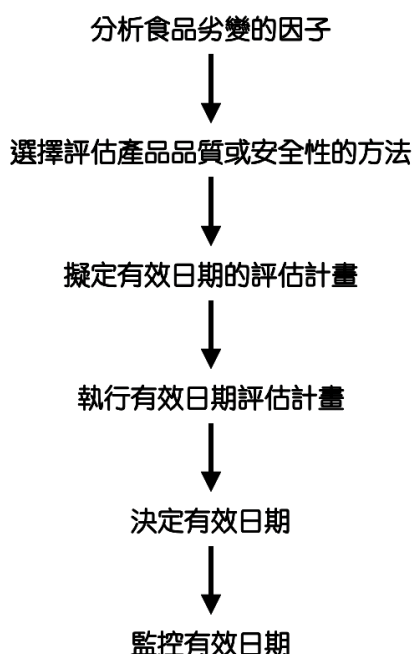 分析食品劣變的因子
選擇評估產品品質或安全性的方法
擬定有效日期的評估計畫
執行有效日期評估計畫
決定有效日期
監控有效日期